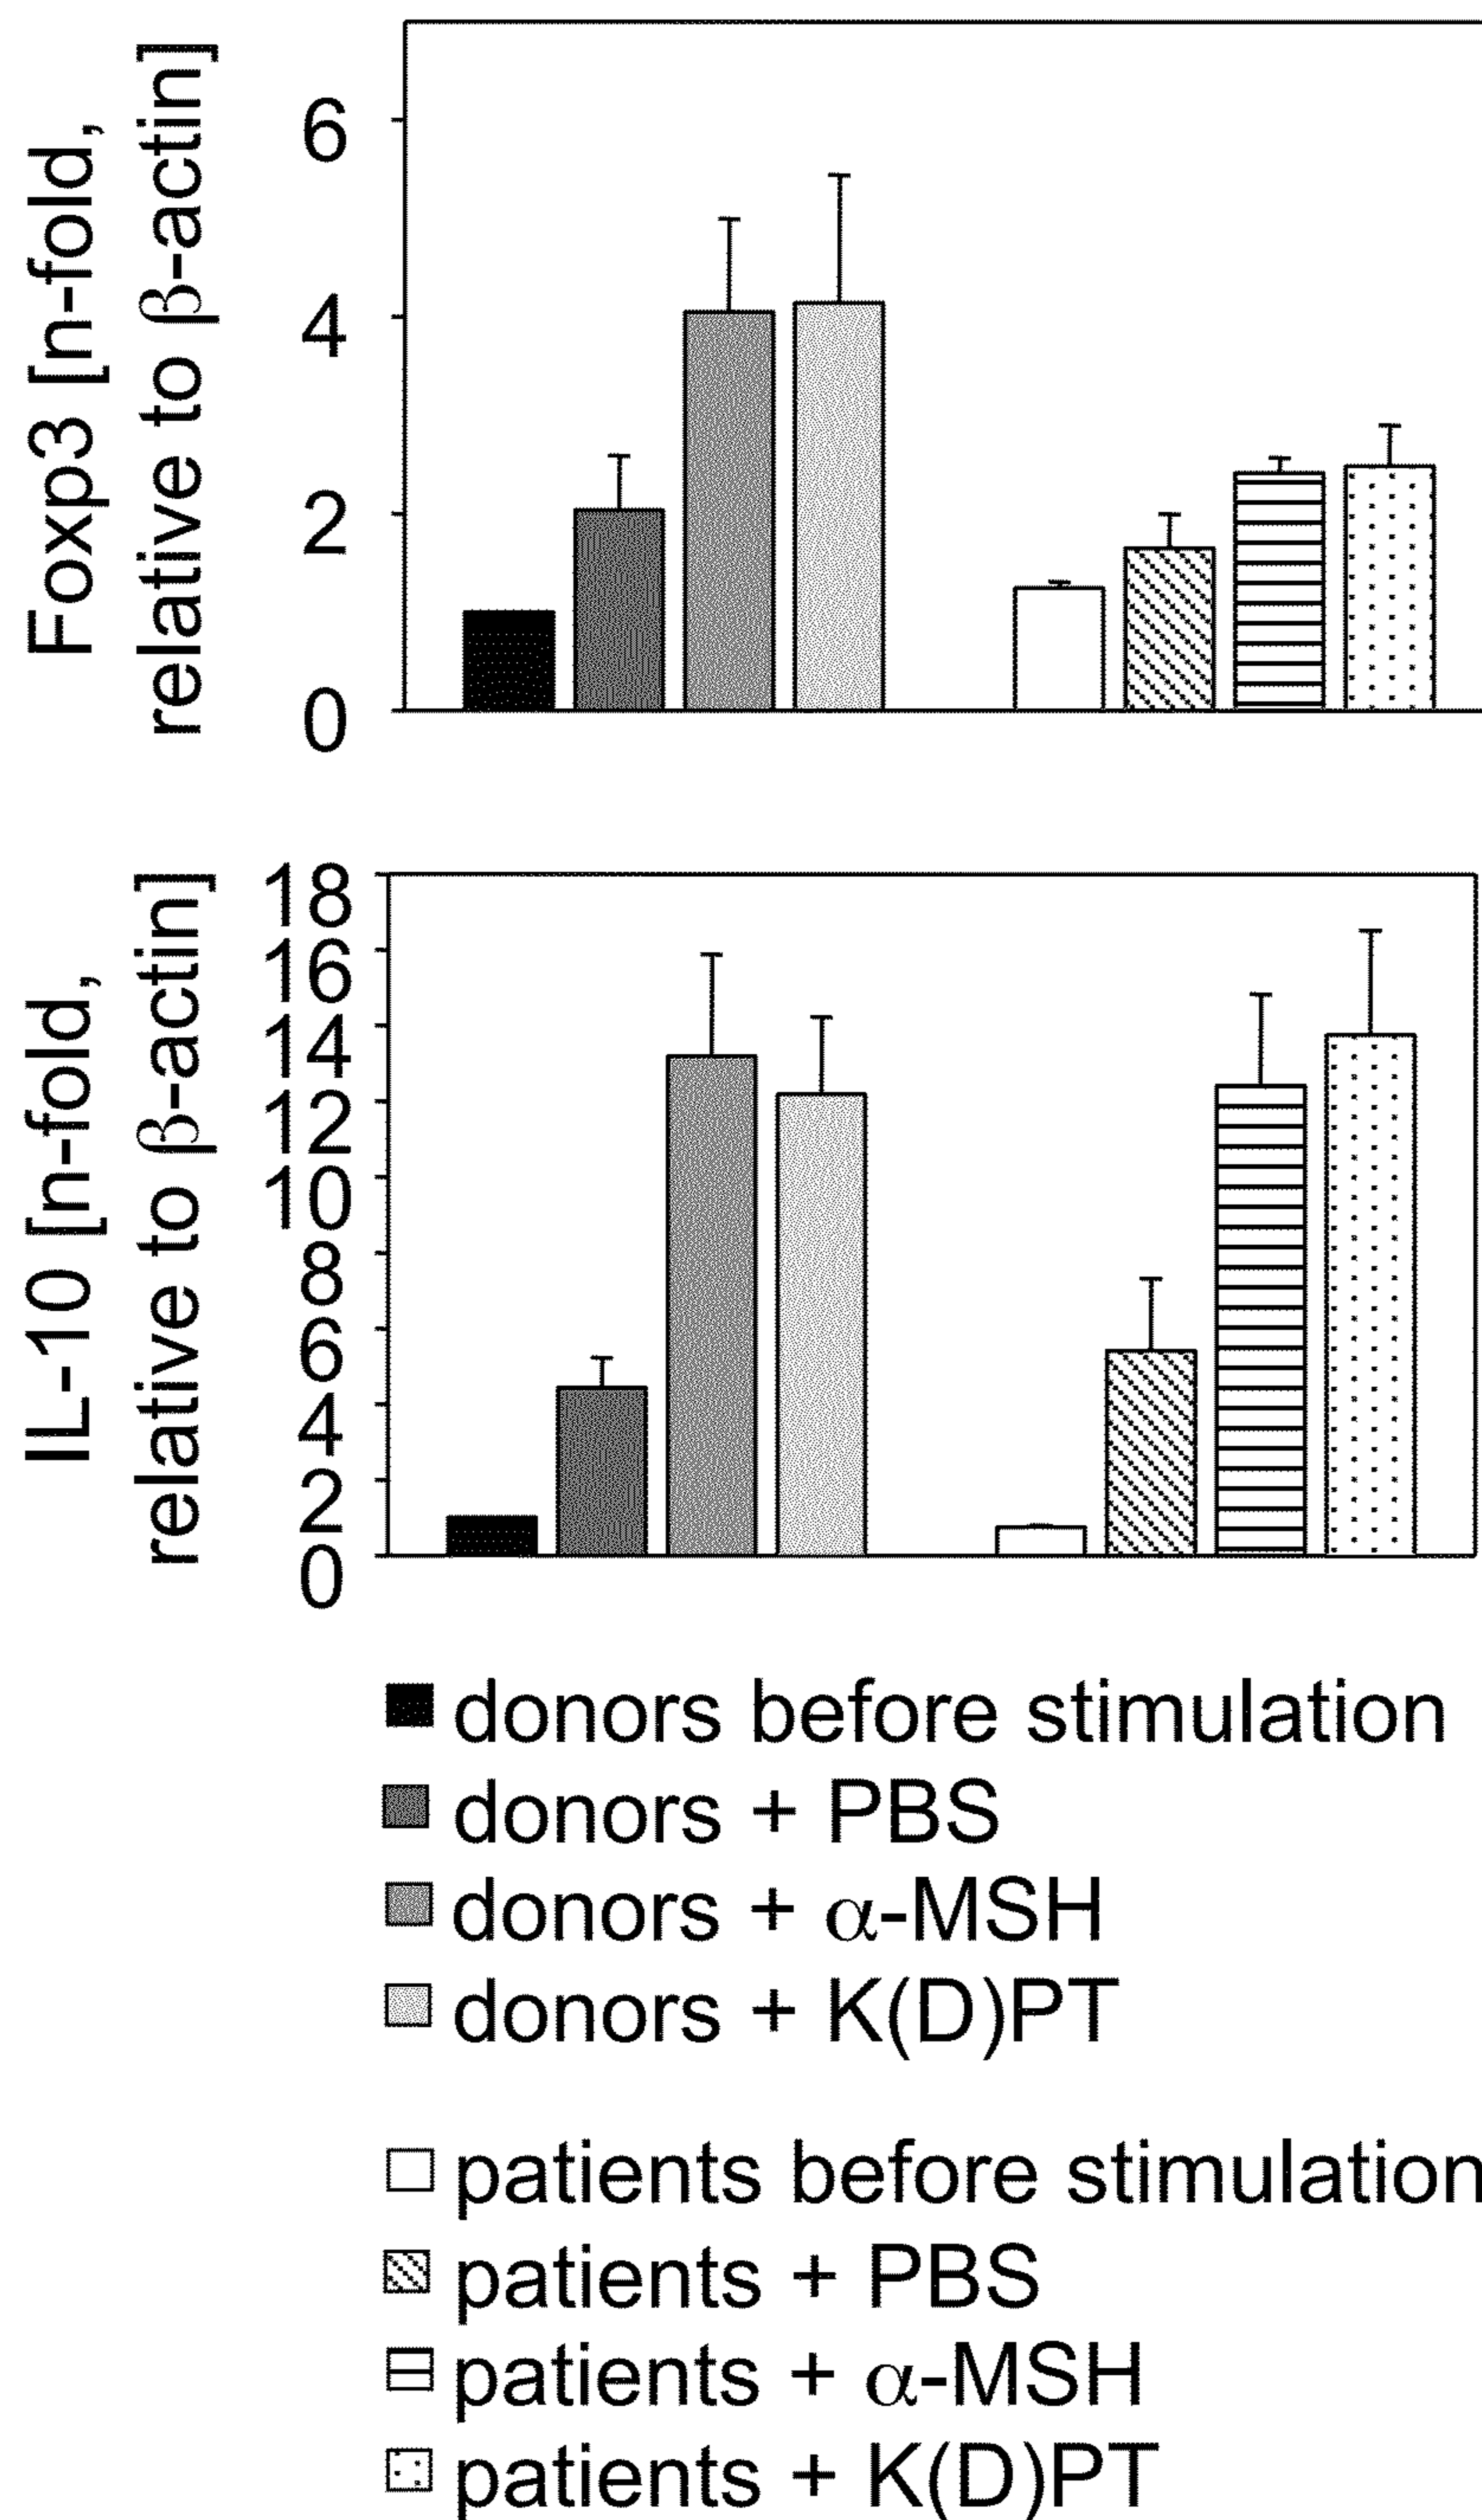 Foxp3 [n-fold,
relative to β-actin]
6
4
2
0
IL-10 [n-fold,
relative to β-actin]
18
16
14
12
10
8
6
4
2
0
donors before stimulation
donors + PBS
donors + α-MSH
donors + K(D)PT
patients before stimulation
patients + PBS
patients + α-MSH
patients + K(D)PT